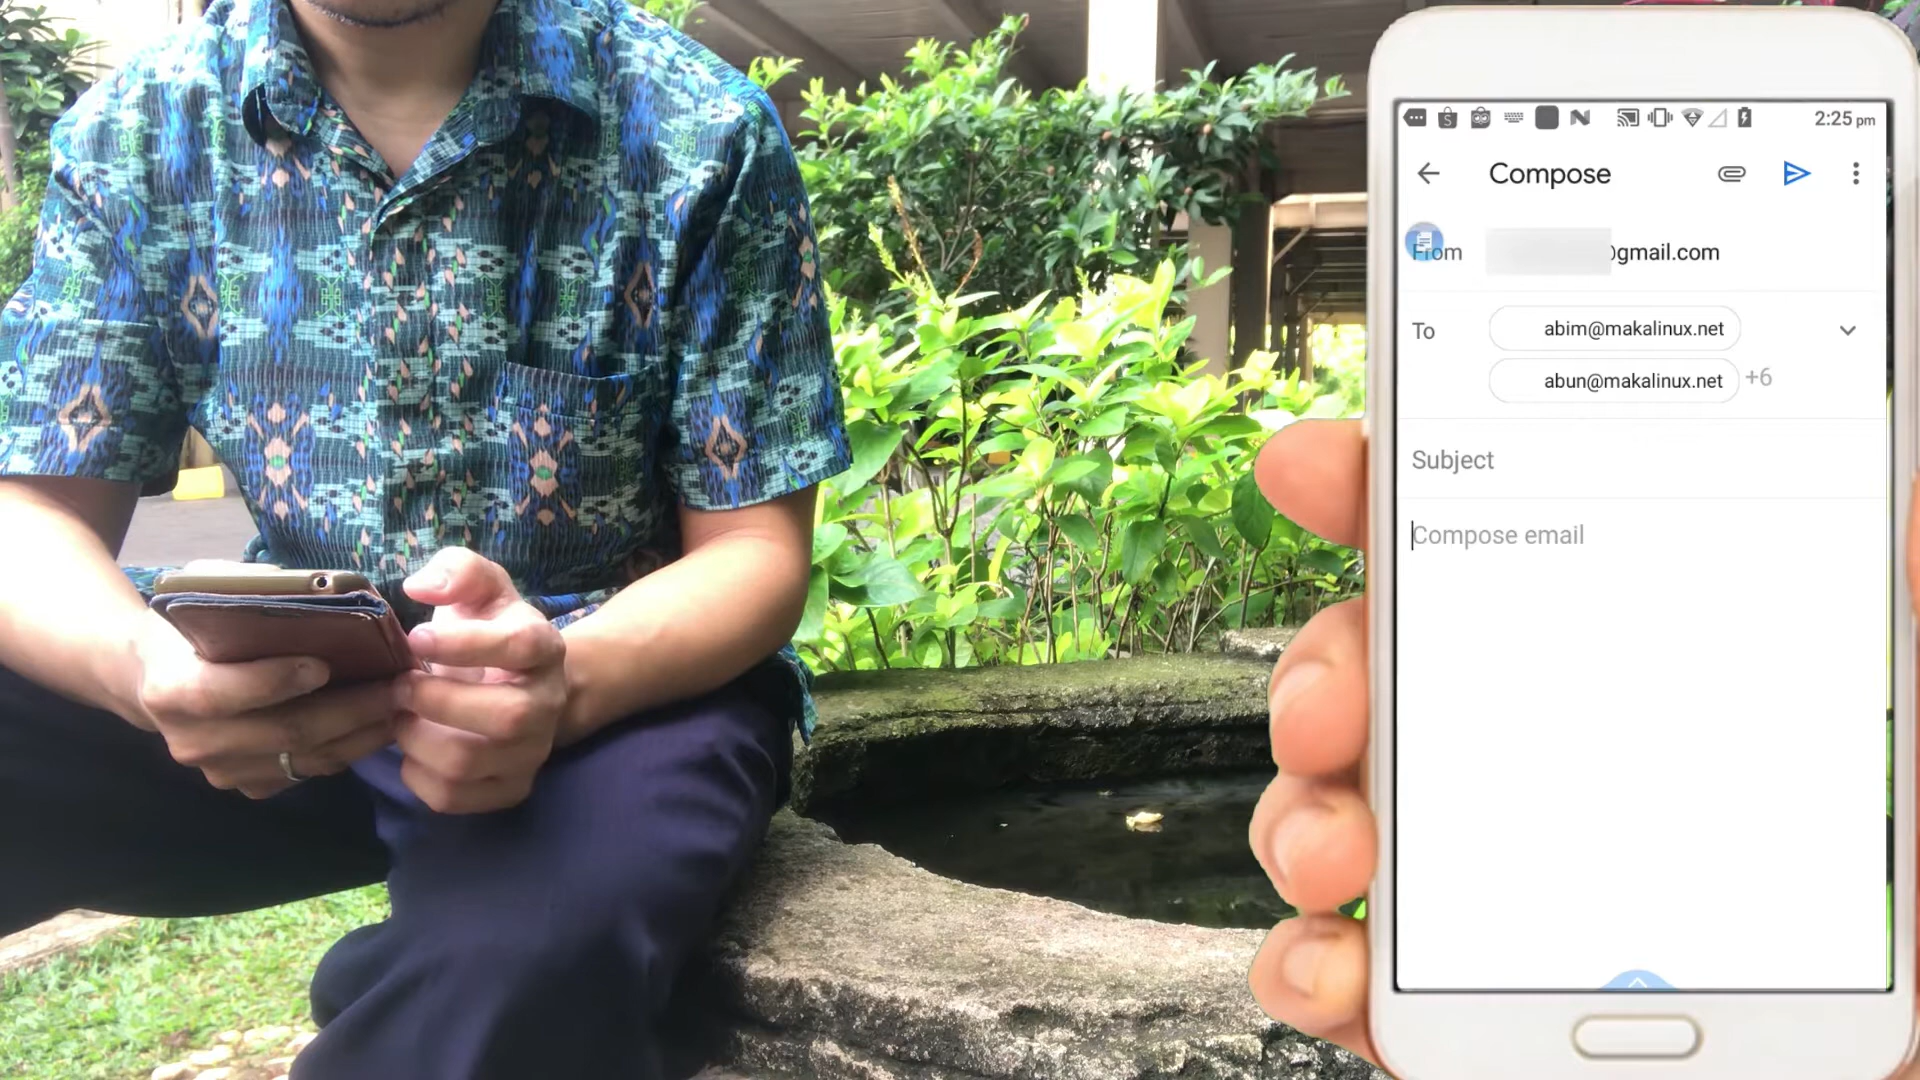 2:25 pm
Compose
From gmail.com
To abim@makalinux.net
abun@makalinux.net +6
Subject
Compose email